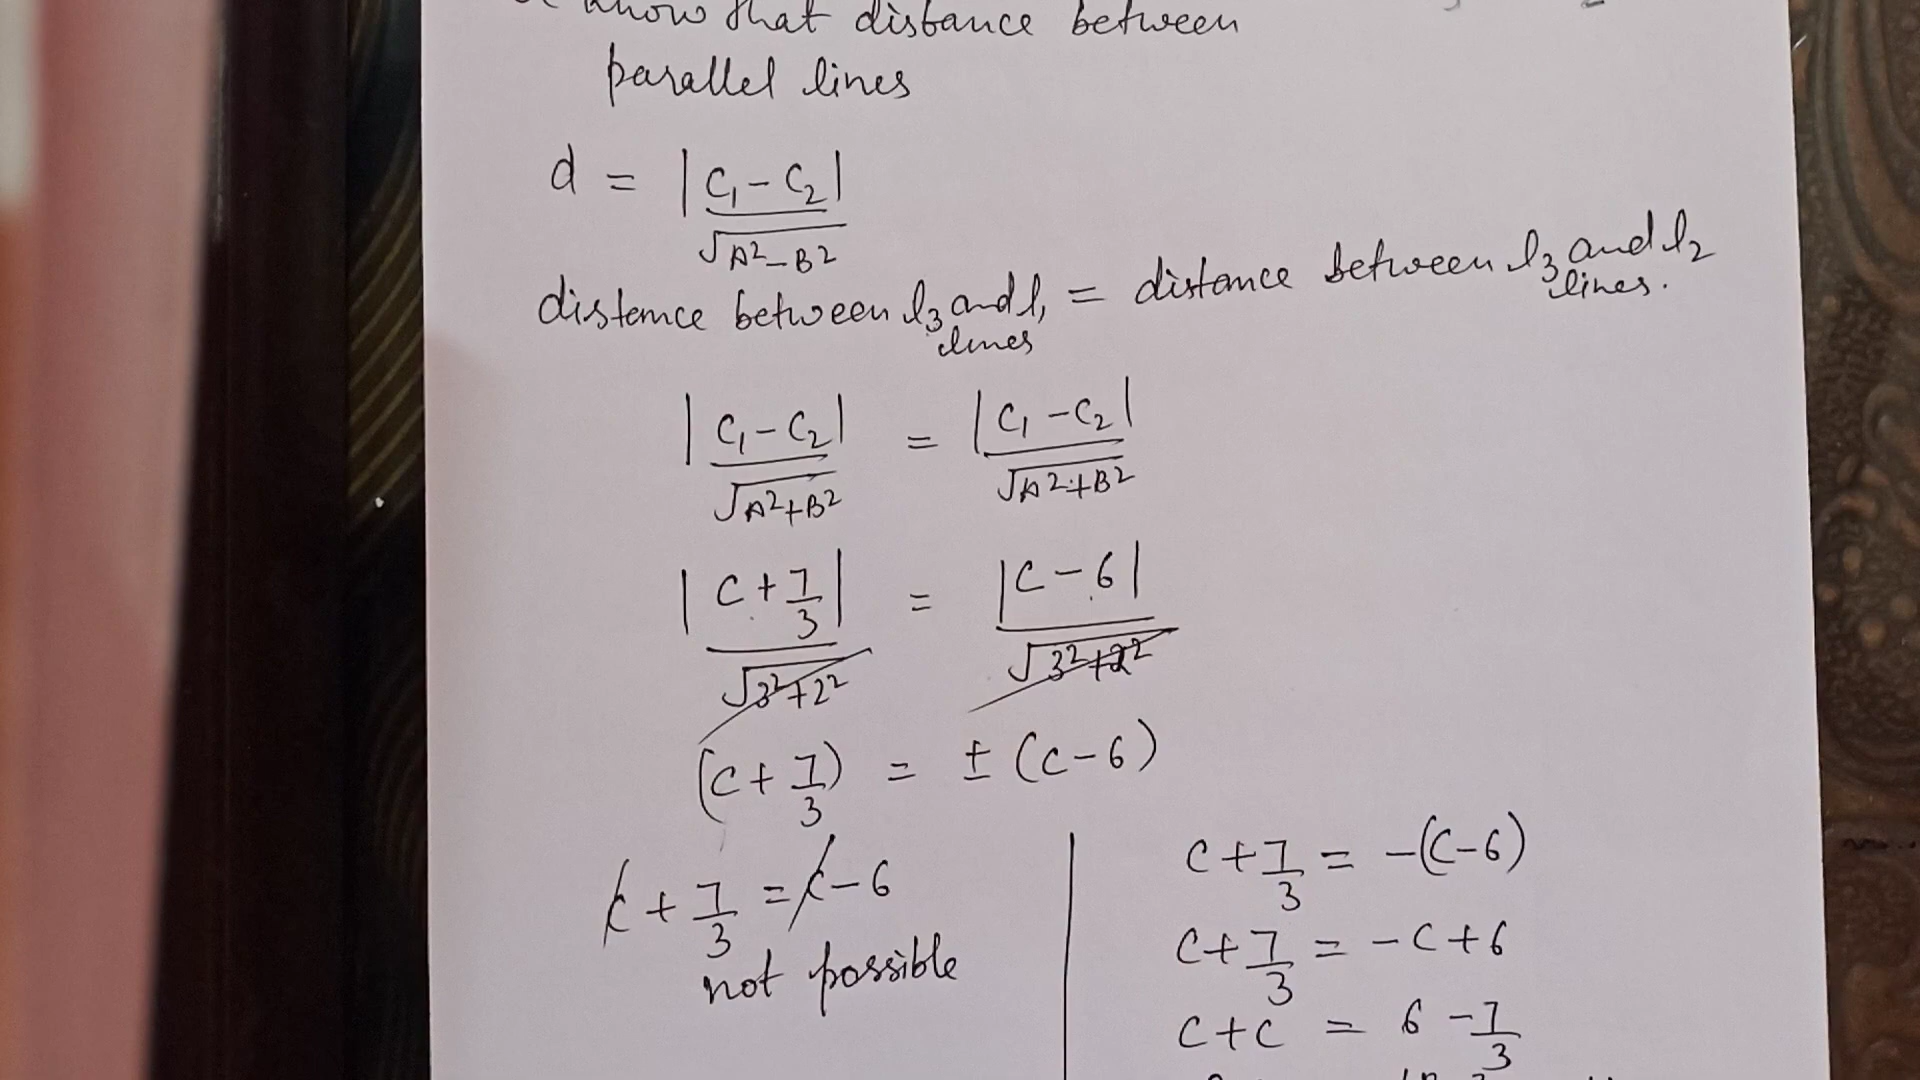 know that distance between
parallel lines
d = |C₁ - C₂| / √A² - B²
distance between l₃ and l₁ lines = distance between l₃ and l₂ lines.
|C₁ - C₂| / √A² + B² = |C₁ - C₂| / √A² + B²
|C + 7/3| / √3² + 2² = |C - 6| / √3² + 2²
(C + 7/3) = ± (C - 6)
C + 7/3 = C - 6
not possible
C + 7/3 = -(C - 6)
C + 7/3 = - C + 6
C + C = 6 - 7/3